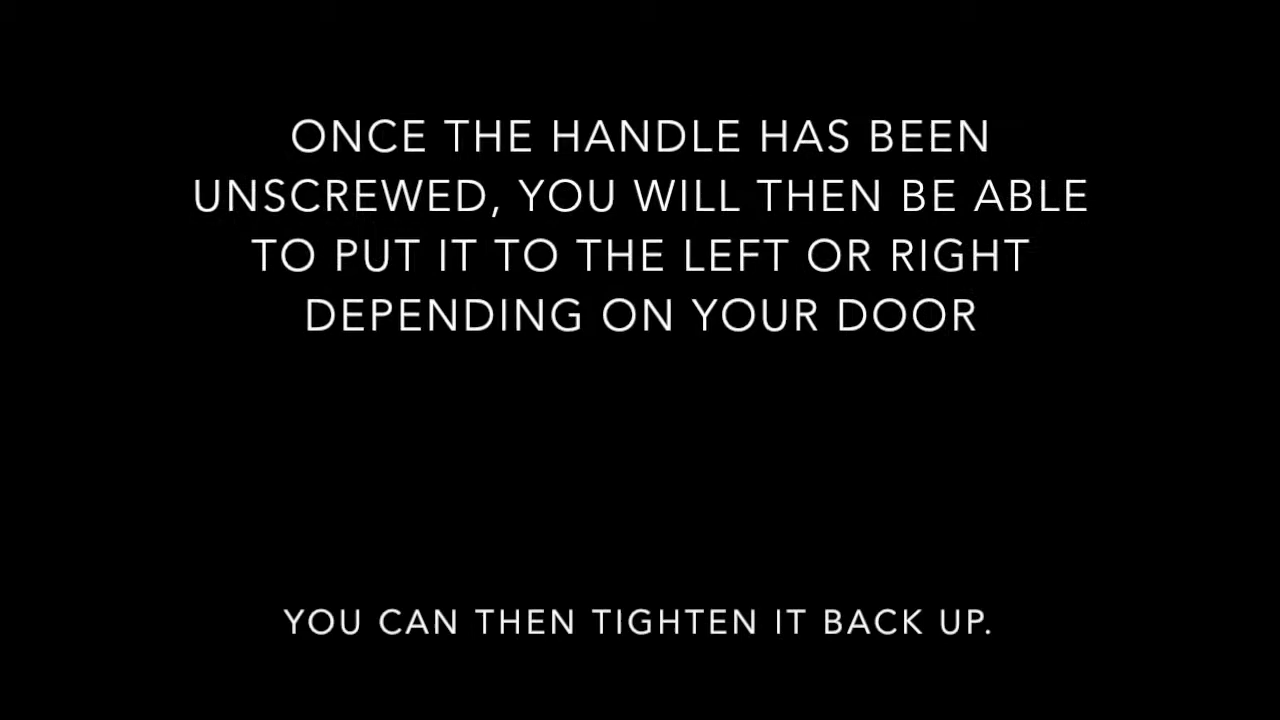 ONCE THE HANDLE HAS BEEN
UNSCREWED, YOU WILL THEN BE ABLE
TO PUT IT TO THE LEFT OR RIGHT
DEPENDING ON YOUR DOOR
YOU CAN THEN TIGHTEN IT BACK UP.